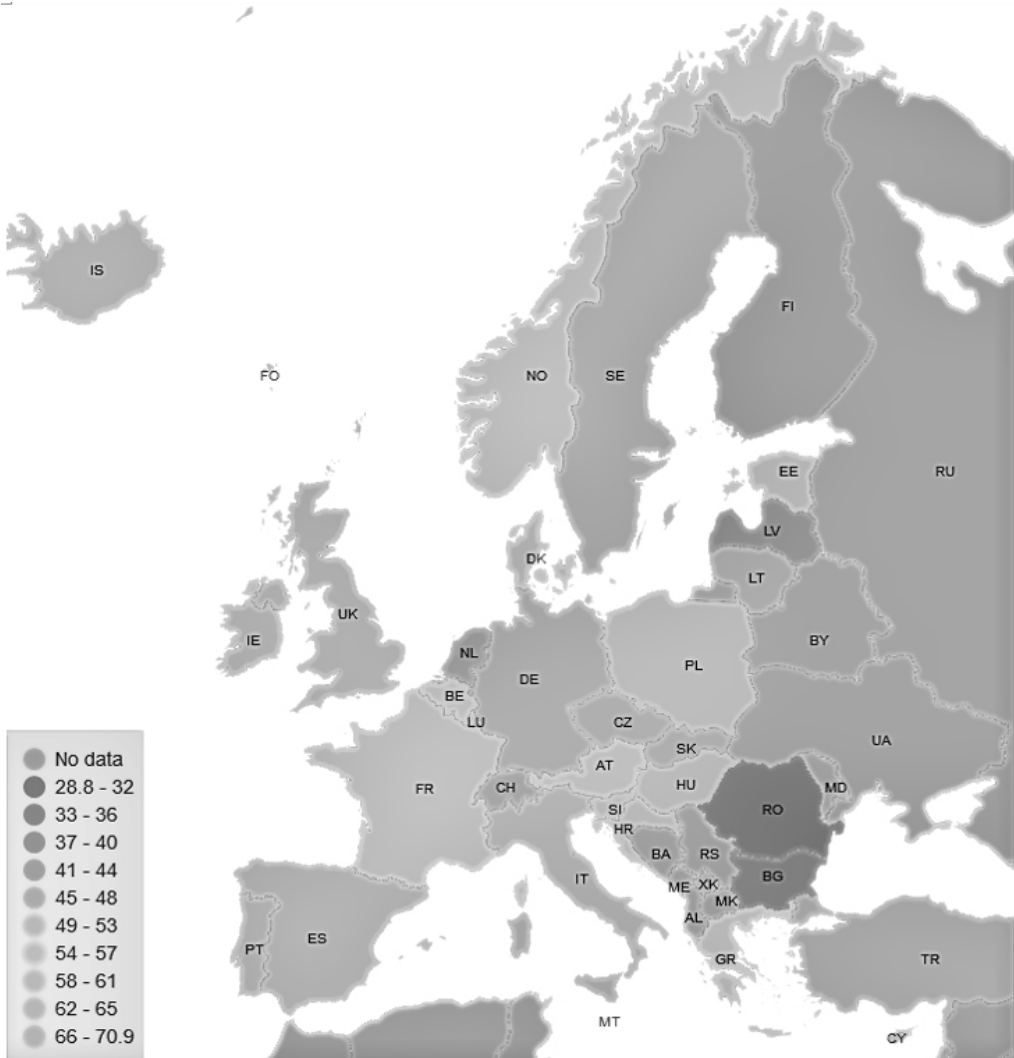 IS
FI
FO
NO
SE
EE
RU
LV
DK
LT
UK
IE
BY
NL
PL
DE
BE
LU
CZ
UA
SK
AT
HU
MD
FR
CH
SI
RO
HR
BA
RS
IT
ME
XK
BG
MK
AL
ES
PT
GR
TR
MT
CY
No data
28.8 - 32
33 - 36
37 - 40
41 - 44
45 - 48
49 - 53
54 - 57
58 - 61
62 - 65
66 - 70.9